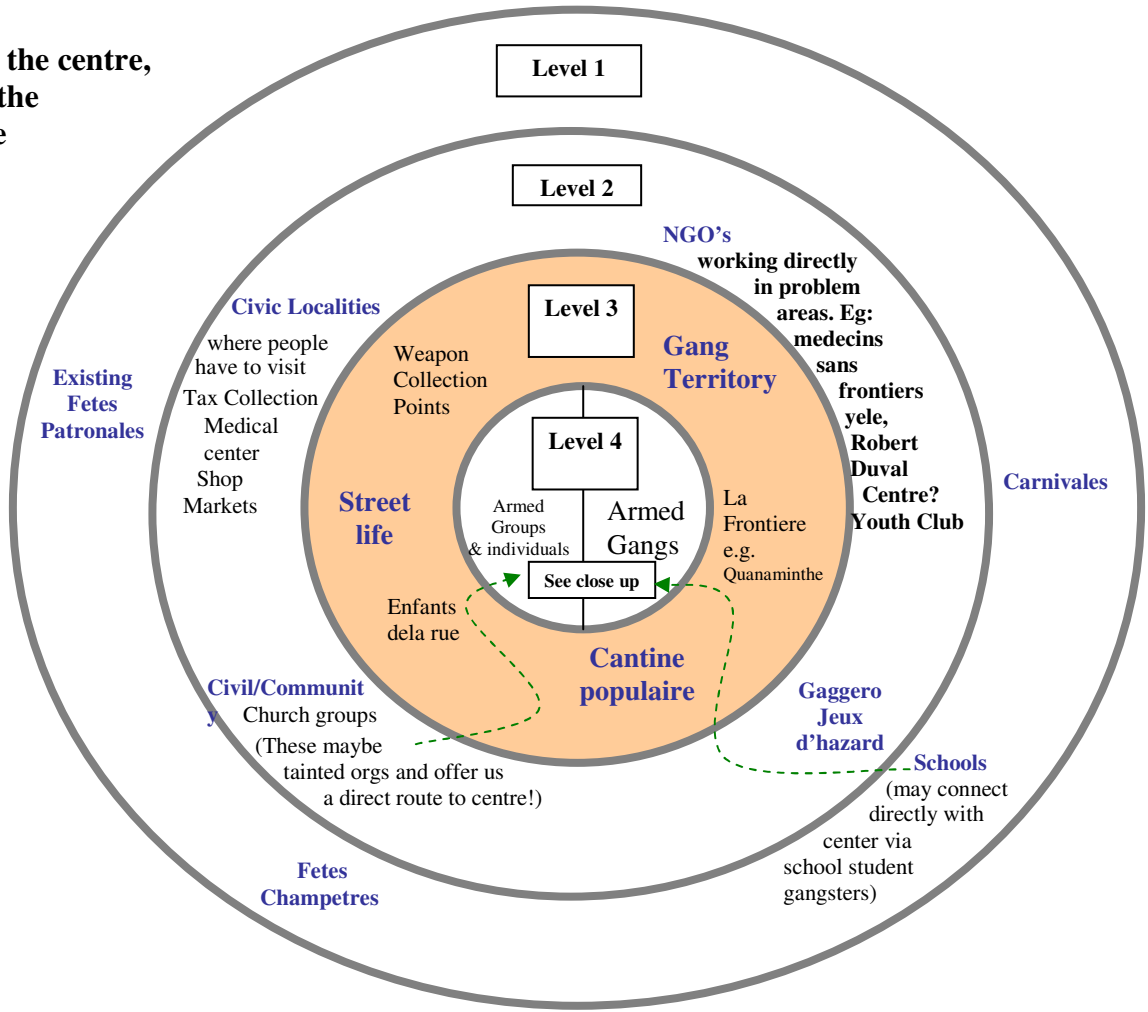 the centre,
the
Level 1
Level 2
NGO's
working directly
in problem
areas. Eg:
medecins
sans
frontiers
yele,
Robert
Duval
Centre?
Youth Club
Civic Localities
where people
have to visit
Tax Collection
Medical
center
Shop
Markets
Existing
Fetes
Patronales
Level 3
Weapon
Collection
Points
Gang
Territory
Level 4
Street
life
Armed
Groups
& individuals
Armed
Gangs
La
Frontiere
e.g.
Quanaminthe
Carnivales
See close up
Enfants
dela rue
Cantine
populaire
Civil/Communit
y Church groups
(These maybe
tainted orgs and offer us
a direct route to centre!)
Gaggero
Jeux
d'hazard
Schools
(may connect
directly with
center via
school student
gangsters)
Fetes
Champetres